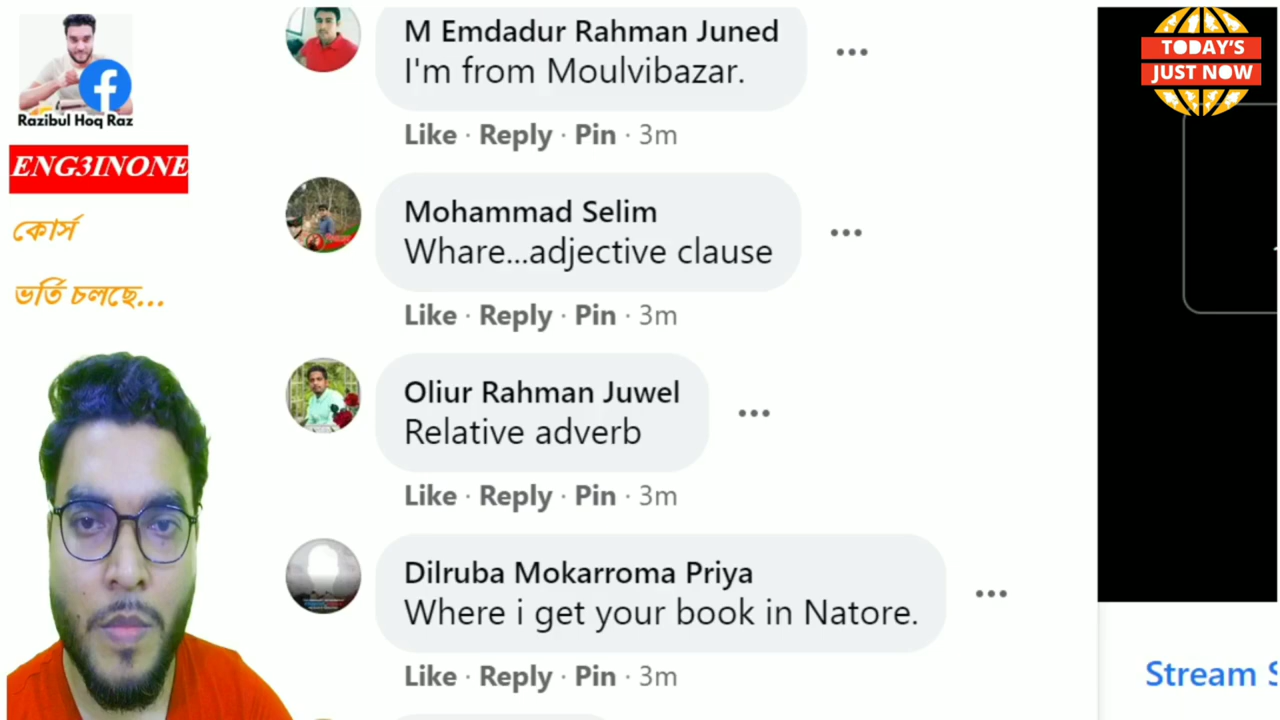 Razibul Hoq Raz
ENG3INONE
কোর্স
ভর্তি চলছে...
M Emdadur Rahman Juned
I'm from Moulvibazar.
Like · Reply · Pin · 3m
Mohammad Selim
Whare...adjective clause
Like · Reply · Pin · 3m
Oliur Rahman Juwel
Relative adverb
Like · Reply · Pin · 3m
Dilruba Mokarroma Priya
Where i get your book in Natore.
Like · Reply · Pin · 3m
TODAY'S
JUST NOW
Stream S